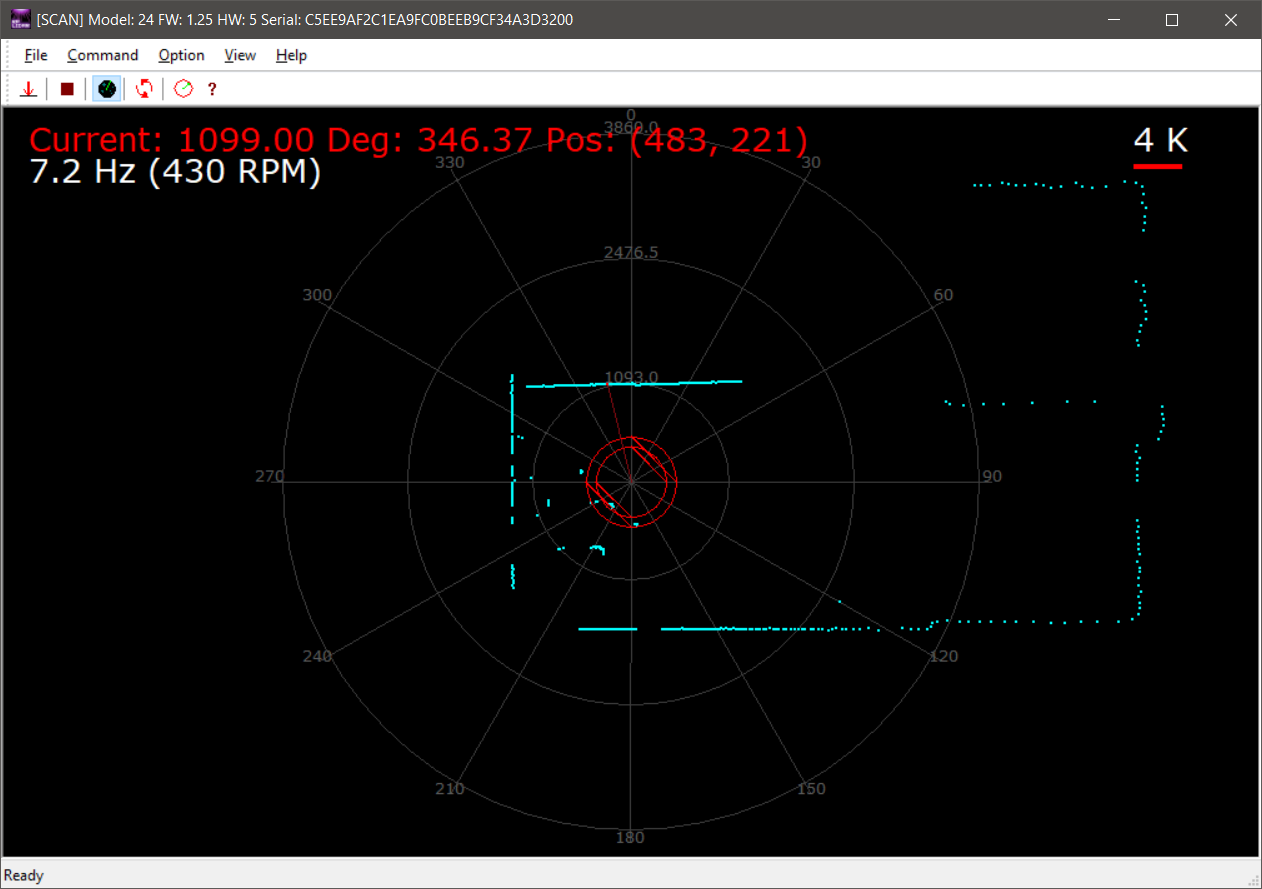 [SCAN] Model: 24 FW: 1.25 HW: 5 Serial: C5EE9AF2C1EA9FC0BEEB9CF34A3D3200
File Command Option View Help
?
0
3860.0
Current: 1099.00 Deg: 346.37 Pos: (483, 221)
4 K
7.2 Hz (430 RPM)
330
30
2476.5
300
60
1093.0
270
90
240
120
210
150
180
Ready